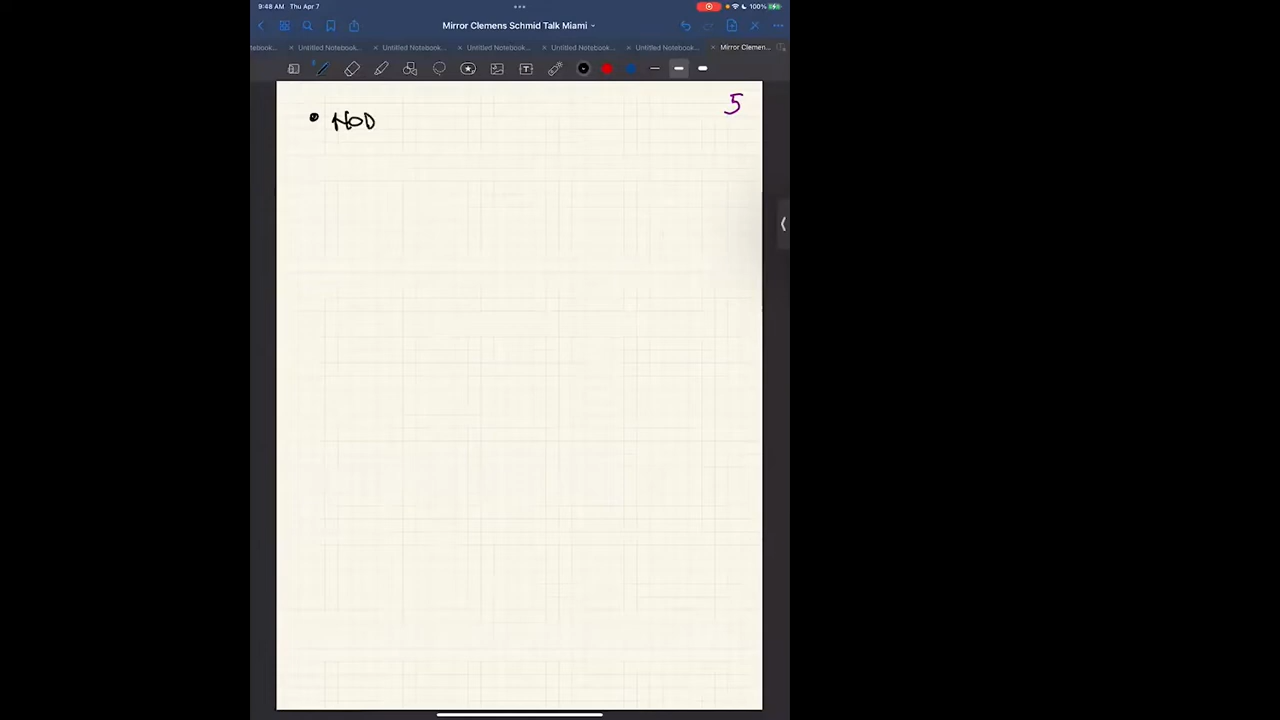 9:48 AM Thu Apr 7
100%
Mirror Clemens Schmid Talk Miami
tebook... Untitled Notebook... Untitled Notebook... Untitled Notebook... Untitled Notebook... Untitled Notebook... Mirror Clemen...
5
• HOD